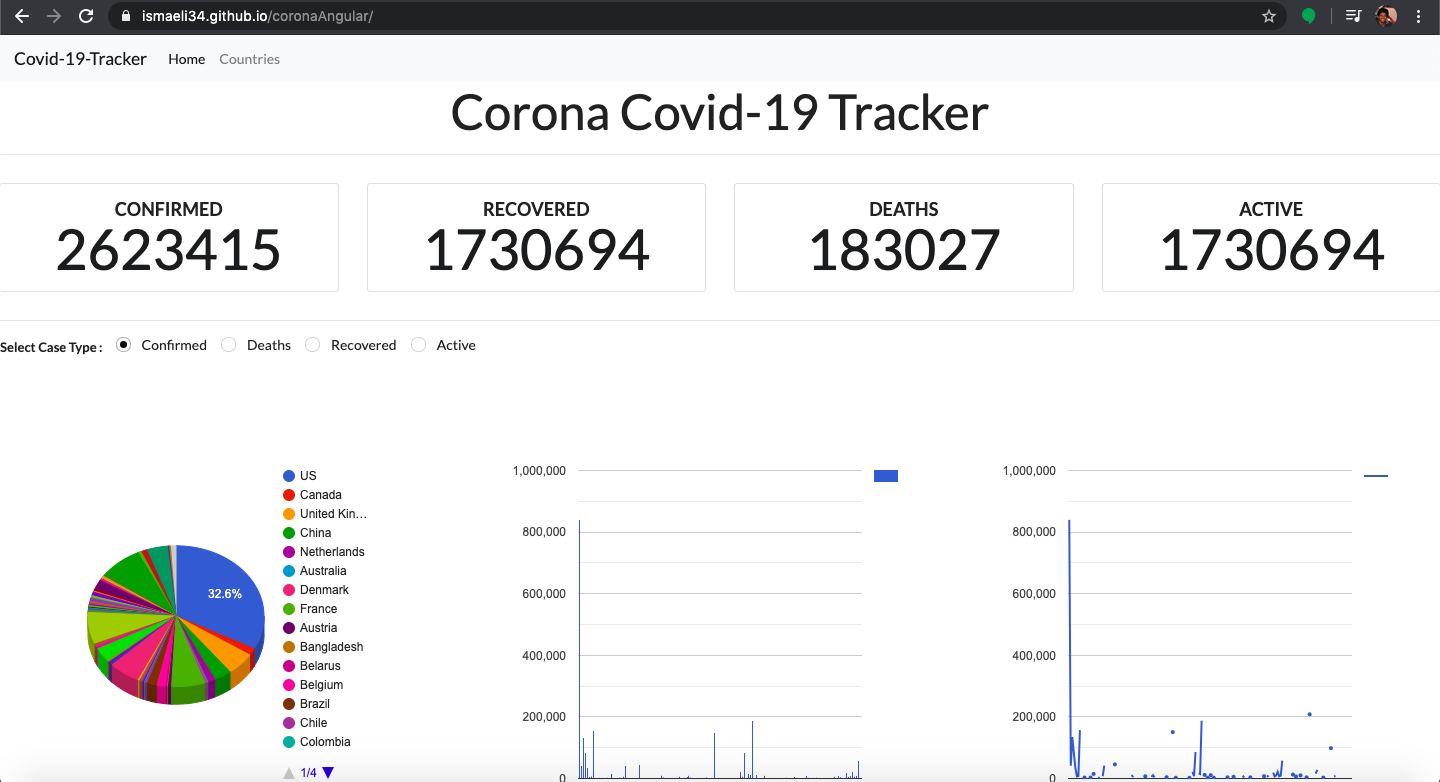 ismaeli34.github.io/coronaAngular/
Covid-19-Tracker Home Countries
Corona Covid-19 Tracker
CONFIRMED
2623415
RECOVERED
1730694
DEATHS
183027
ACTIVE
1730694
Select Case Type : Confirmed Deaths Recovered Active
32.6%
US
Canada
United Kin...
China
Netherlands
Australia
Denmark
France
Austria
Bangladesh
Belarus
Belgium
Brazil
Chile
Colombia
1/4
1,000,000
800,000
600,000
400,000
200,000
0
1,000,000
800,000
600,000
400,000
200,000
0